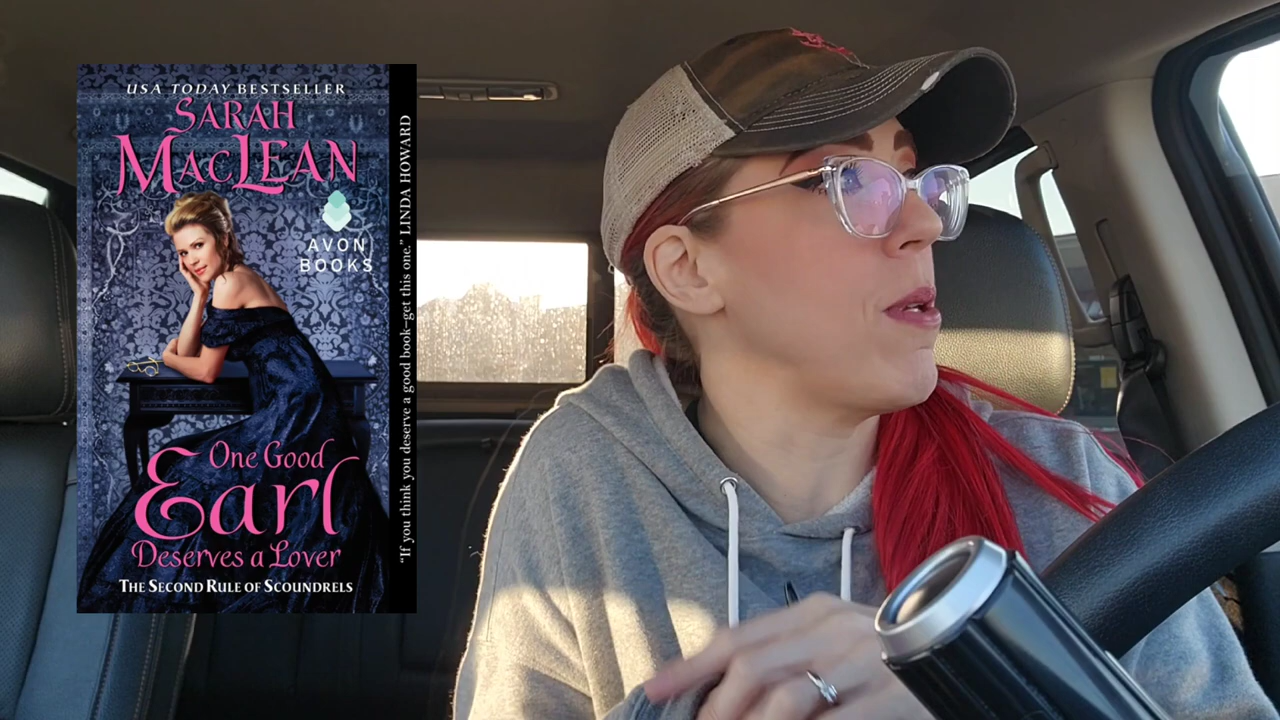 USA TODAY BESTSELLER
SARAH
MACLEAN
AVON
BOOKS
One Good
Earl
Deserves a Lover
THE SECOND RULE OF SCOUNDRELS
"If you think you deserve a good book–get this one." LINDA HOWARD